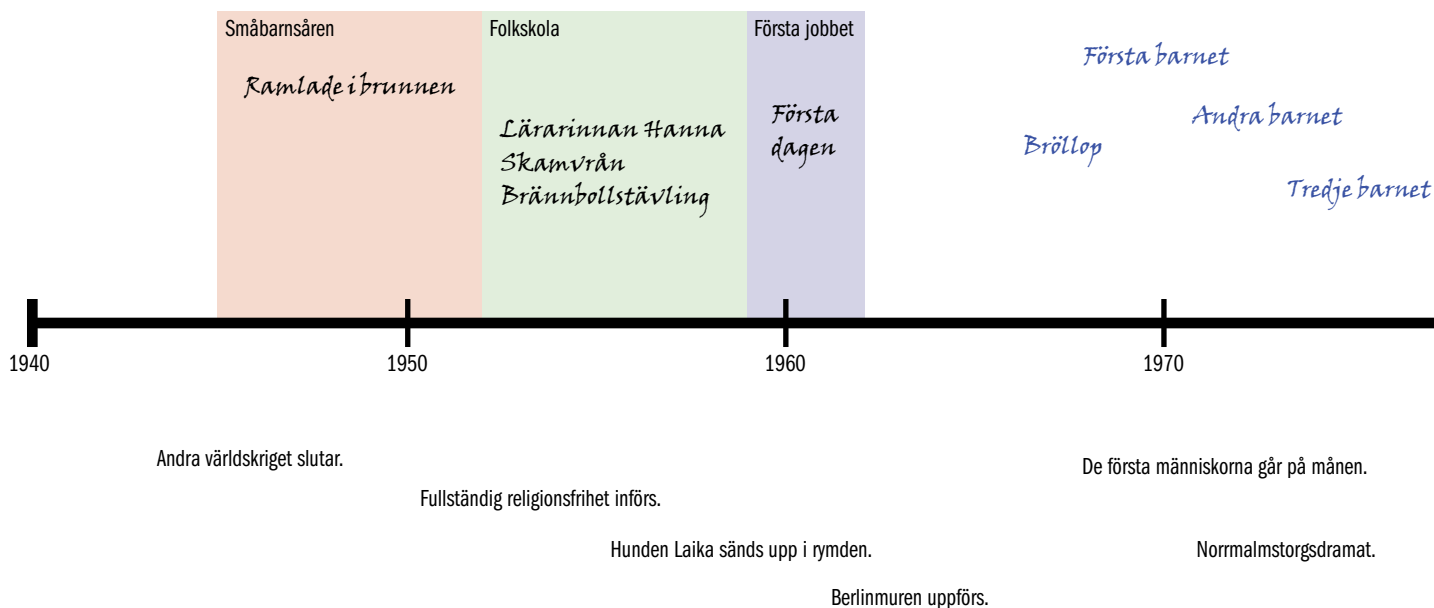 Småbarnsåren
Ramlade i brunnen
Folkskola
Lärarinnan Hanna
Skamvrån
Brännbollstävling
Första jobbet
Första
dagen
Första barnet
Andra barnet
Bröllop
Tredje barnet
1940
1950
1960
1970
Andra världskriget slutar.
Fullständig religionsfrihet införs.
Hunden Laika sänds upp i rymden.
Berlinmuren uppförs.
De första människorna går på månen.
Norrmalmstorgsdramat.